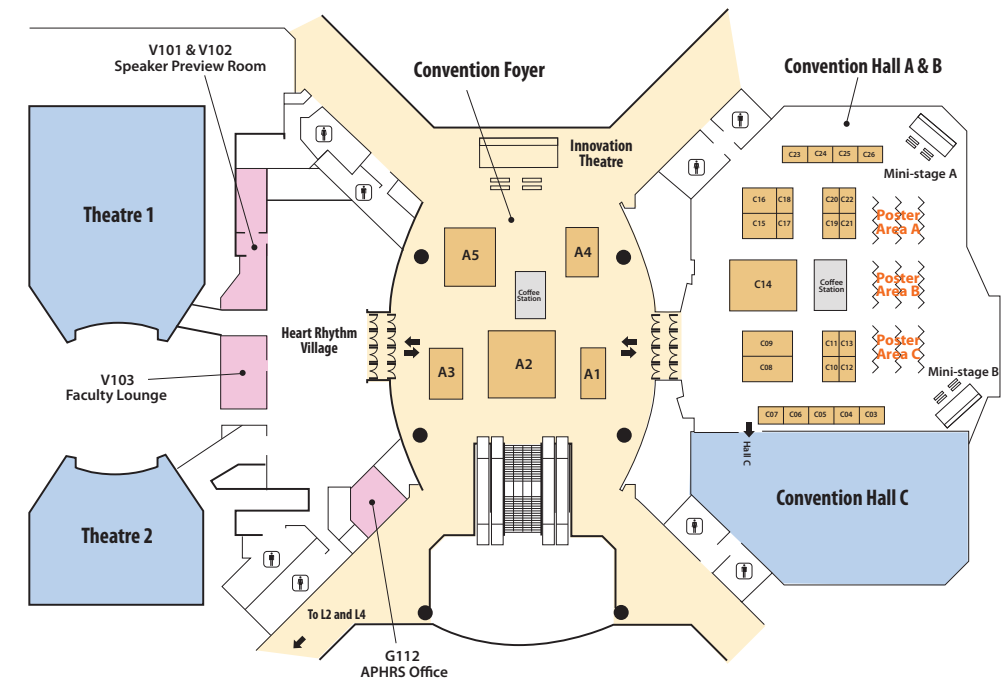 V101 & V102
Speaker Preview Room
Convention Foyer
Convention Hall A & B
Innovation
Theatre
Mini-stage A
C23
C24
C25
C26
Theatre 1
C16
C18
C15
C17
C20
C22
C19
C21
Poster
Area A
A5
A4
Coffee
Station
C14
Coffee
Station
Poster
Area B
Heart Rhythm
Village
C09
C08
C11
C13
C10
C12
Poster
Area C
V103
Faculty Lounge
A3
A2
A1
Mini-stage B
C07
C06
C05
C04
C03
Hall C
Convention Hall C
Theatre 2
To L2 and L4
G112
APHRS Office